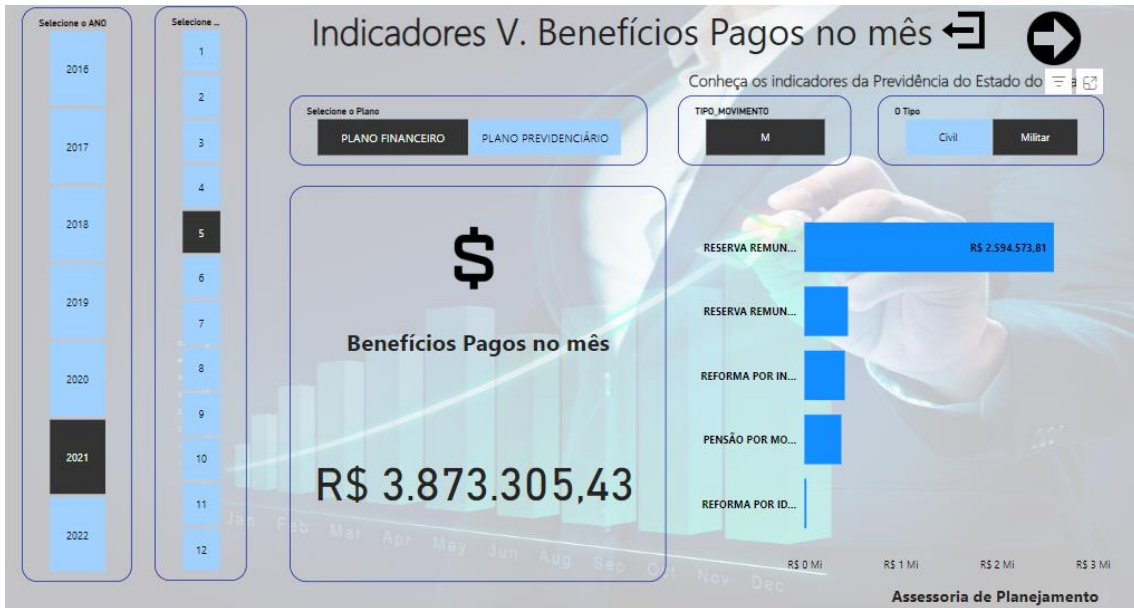 Indicadores V. Benefícios Pagos no mês
Conheça os indicadores da Previdência do Estado do
Selecione o ANO
2016
2017
2018
2019
2020
2021
2022
Selecione ...
1
2
3
4
5
6
7
8
9
10
11
12
Selecione o Plano
PLANO FINANCEIRO PLANO PREVIDENCIÁRIO
TIPO_MOVIMENTO
M
O Tipo
Civil Militar
$
Benefícios Pagos no mês
R$ 3.873.305,43
RESERVA REMUN... R$ 2.594.573,81
RESERVA REMUN...
REFORMA POR IN...
PENSÃO POR MO...
REFORMA POR ID...
R$ 0 Mi R$ 1 Mi R$ 2 Mi R$ 3 Mi
Jan Feb Mar Apr May Jun Aug Sep Oct Nov Dec
Assessoria de Planejamento